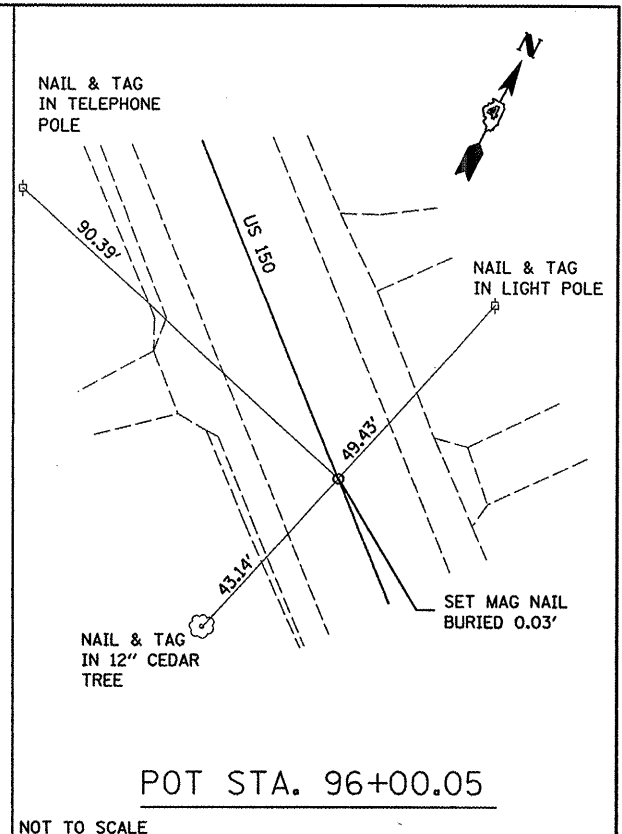 N
4
NAIL & TAG
IN TELEPHONE
POLE
90.39'
US 150
NAIL & TAG
IN LIGHT POLE
49.43'
43.14'
SET MAG NAIL
BURIED 0.03'
NAIL & TAG
IN 12" CEDAR
TREE
POT STA. 96+00.05
NOT TO SCALE